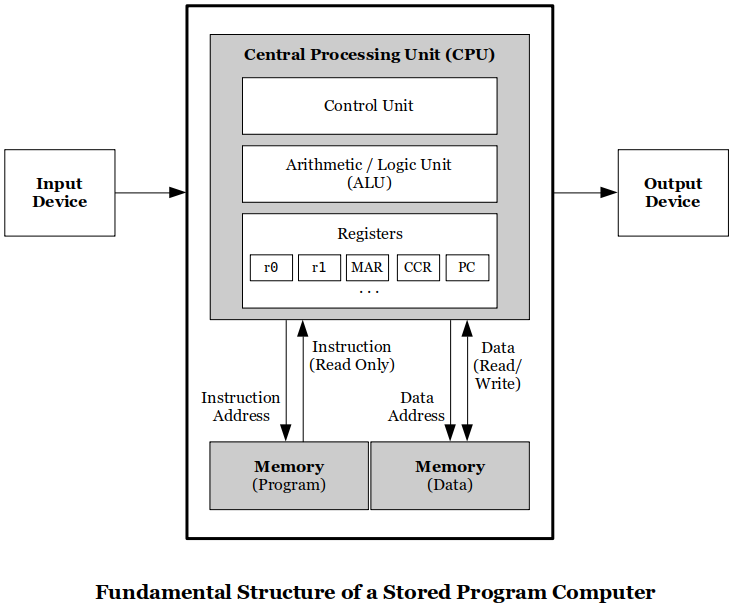 Central Processing Unit (CPU)
Control Unit
Arithmetic / Logic Unit
(ALU)
Registers
r0 r1 MAR CCR PC
...
Input
Device
Output
Device
Instruction
(Read Only)
Instruction
Address
Data
(Read/
Write)
Data
Address
Memory
(Program)
Memory
(Data)
Fundamental Structure of a Stored Program Computer